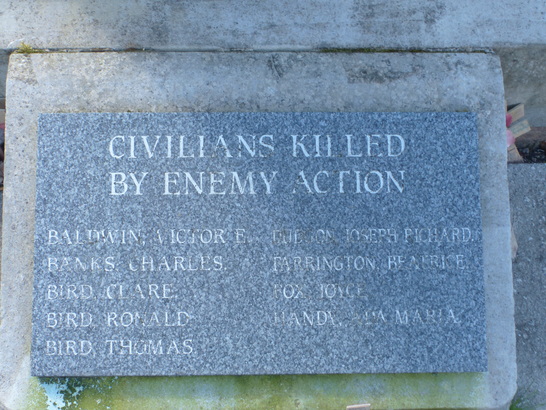 CIVILIANS KILLED
BY ENEMY ACTION
BALDWIN, VICTOR E.
BANKS, CHARLES.
BIRD, CLARE.
BIRD, RONALD
BIRD, THOMAS.
JOSEPH RICHARD.
FARRINGTON, BEATRICE.
FOX, JOYCE
HANDY, MARIA.